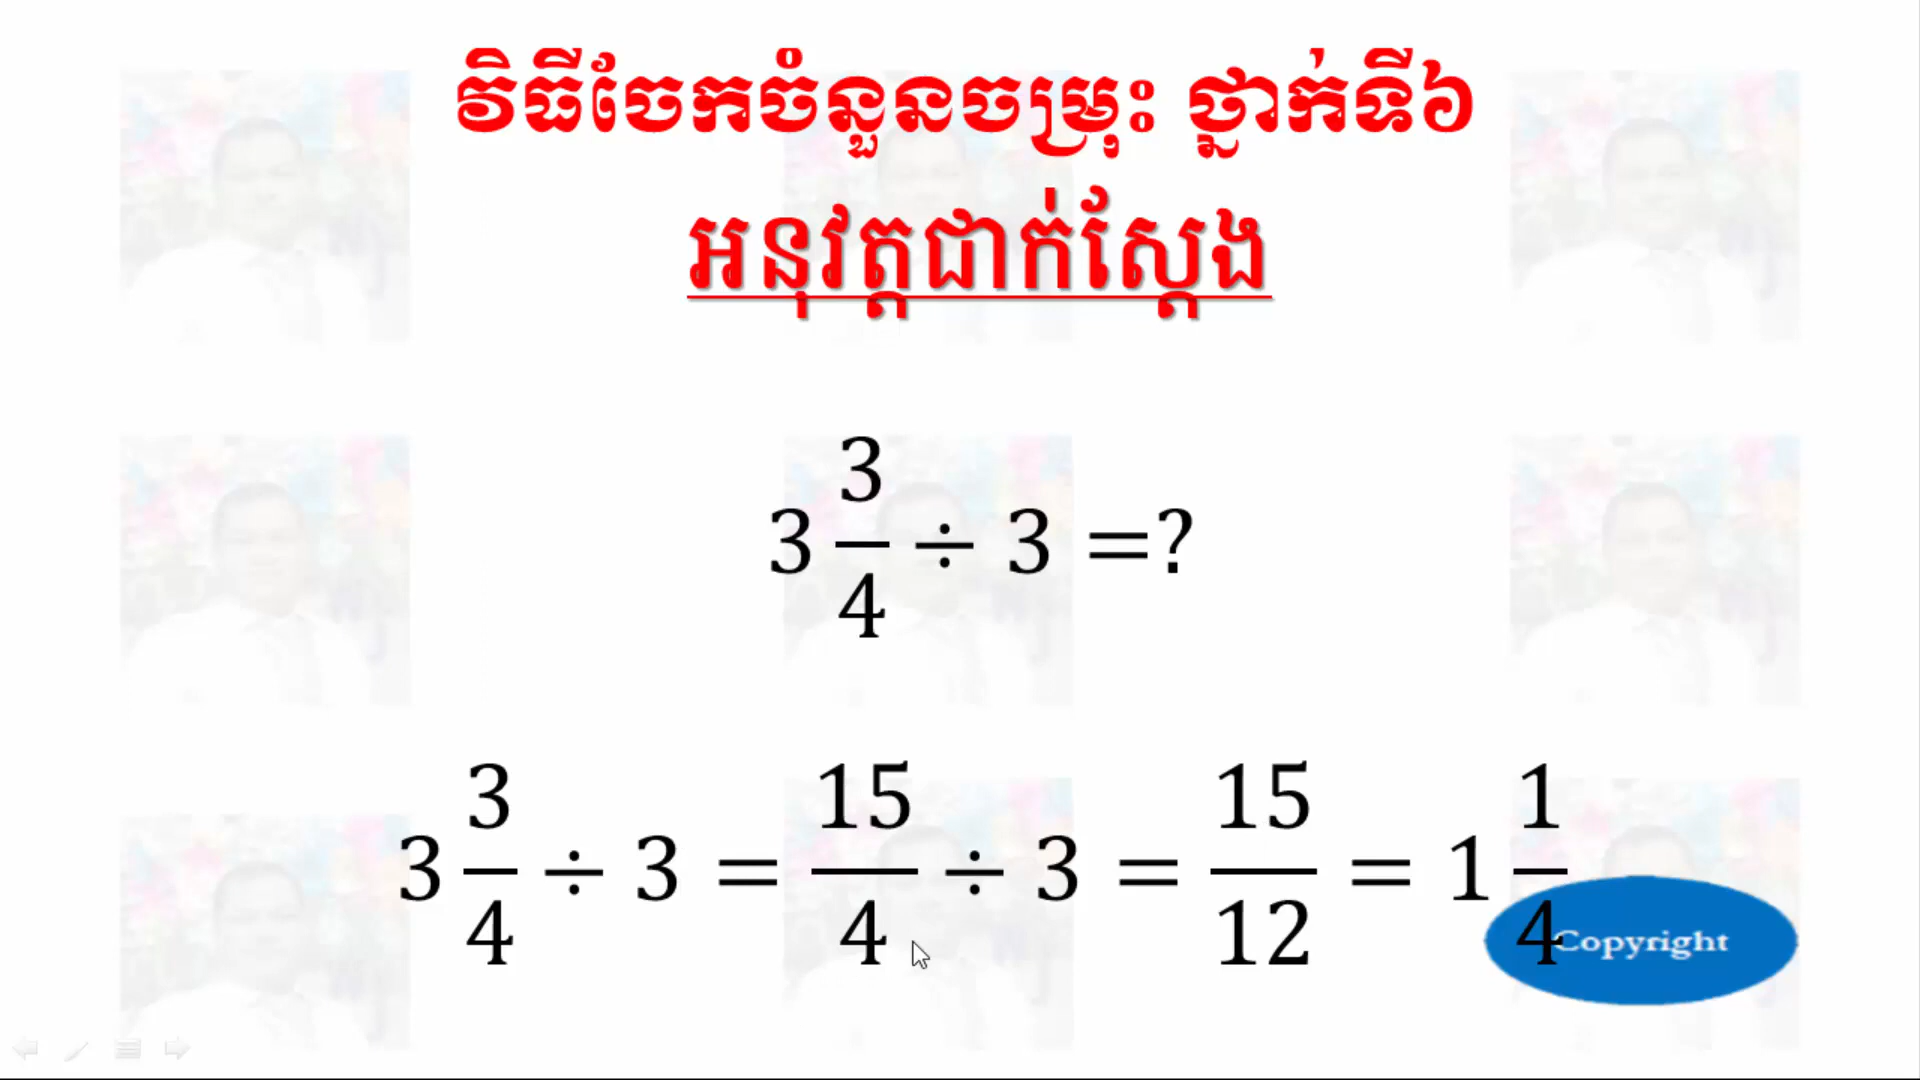 វិធីចែកចំនួនចម្រុះ ថ្នាក់ទី៦
អនុវត្តជាក់ស្តែង
3 3/4 ÷ 3 =?
3 3/4 ÷ 3 = 15/4 ÷ 3 = 15/12 = 1 1/4
Copyright